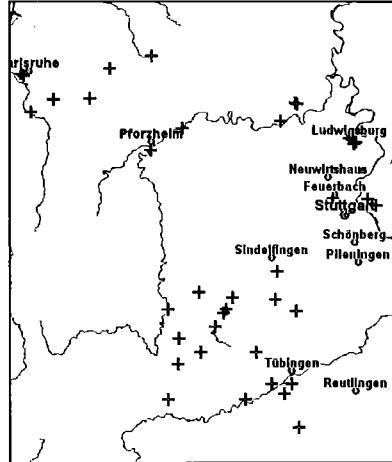 arlsruhe
Pforzheim
Ludwigsburg
Neuwirtshaus
Feuerbach
Stuttgart
Schönberg
Sindelfingen
Plieningen
Tübingen
Reutlingen